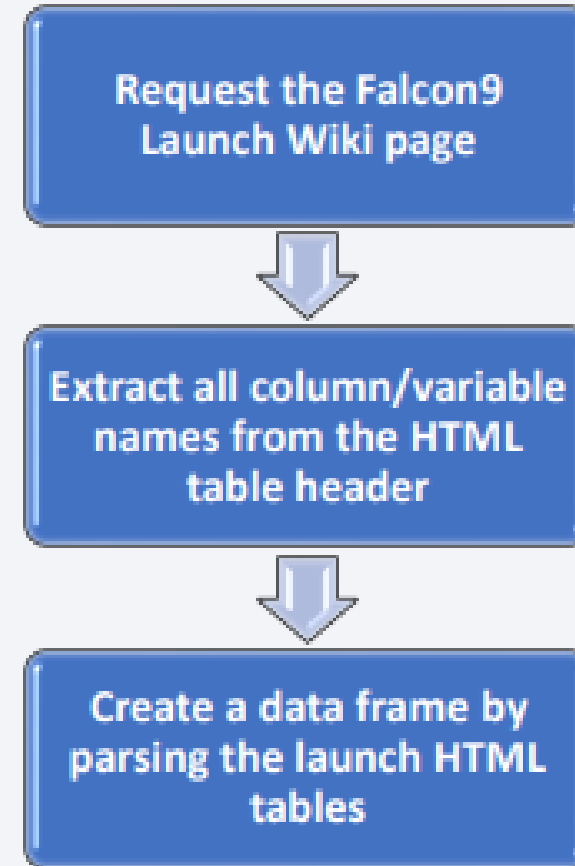 Request the Falcon9
Launch Wiki page
Extract all column/variable
names from the HTML
table header
Create a data frame by
parsing the launch HTML
tables